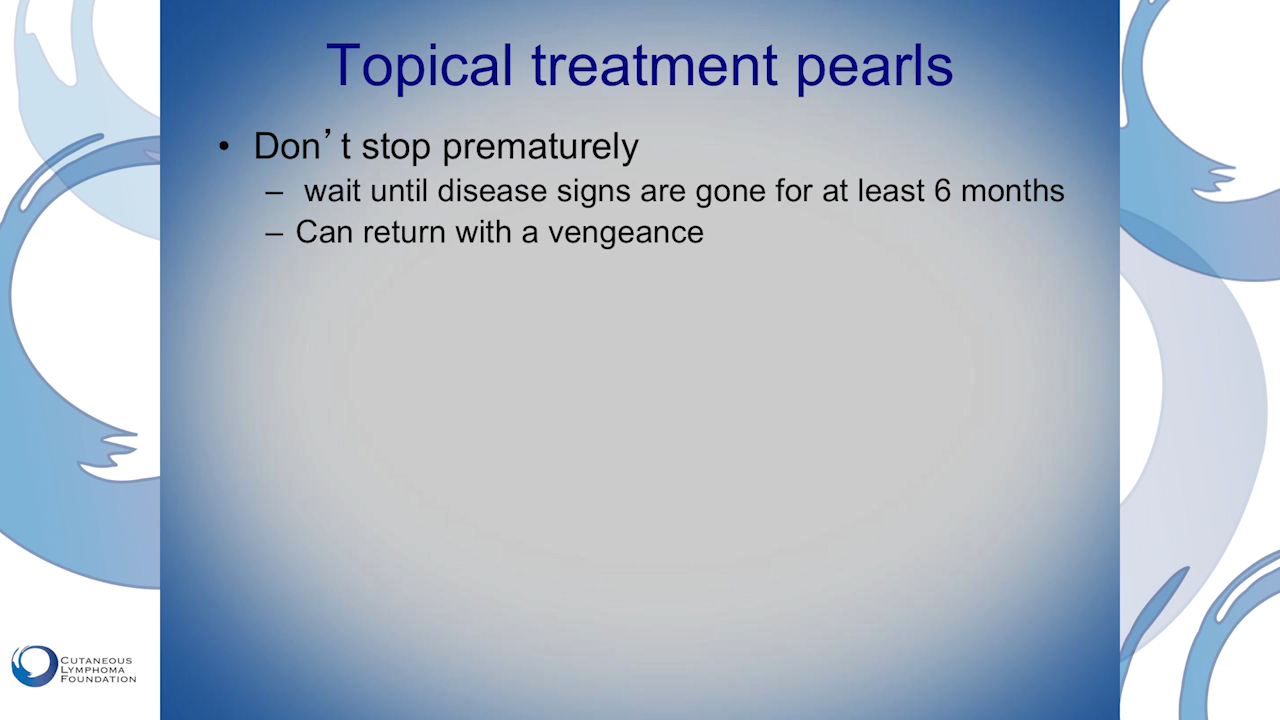 Topical treatment pearls
• Don’t stop prematurely
– wait until disease signs are gone for at least 6 months
– Can return with a vengeance
CUTANEOUS
LYMPHOMA
FOUNDATION